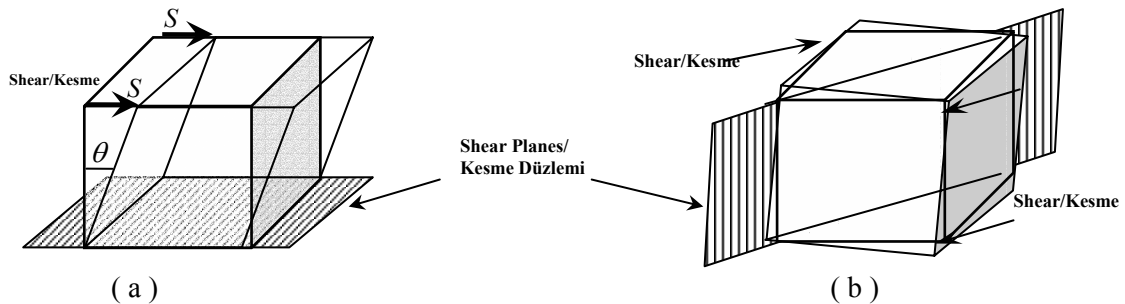 S
Shear/Kesme
S
θ
( a )
Shear Planes/
Kesme Düzlemi
Shear/Kesme
Shear/Kesme
( b )